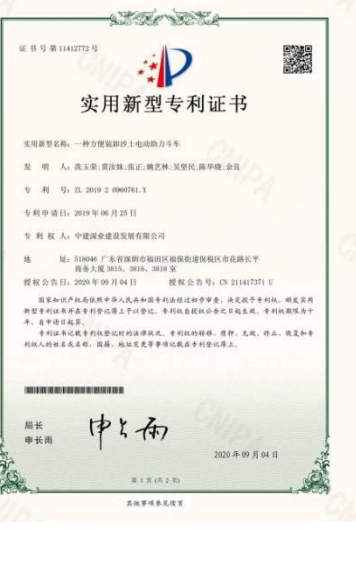 证书号第11412772号
实用新型专利证书
实用新型名称：一种方便装卸沙土电动助力斗车
发 明 人：冼玉荣;莫汝妹;张正;姚艺林;吴坚民;陈华晓;余良
专 利 号：ZL 2019 2 0960761.X
专利申请日：2019年06月25日
专 利 权 人：中建深业建设发展有限公司
地 址：518046 广东省深圳市福田区福保街道保税区市花路长平
商务大厦3815、3816、3818室
授权公告日：2020年09月04日 授权公告号：CN 211417371 U
国家知识产权局依照中华人民共和国专利法经过初步审查，决定授予专利权，颁发实用
新型专利证书并在专利登记簿上予以登记。专利权自授权公告之日起生效。专利权期限为十
年，自申请日起算。
专利证书记载专利权登记时的法律状况。专利权的转移、质押、无效、终止、恢复和专
利权人的姓名或名称、国籍、地址变更等事项记载在专利登记簿上。
局长
申长雨
申长雨
2020年09月04日
第 1 页 (共 2 页)
其他事项参见续页
CNIPA
CNIPA
CNIPA